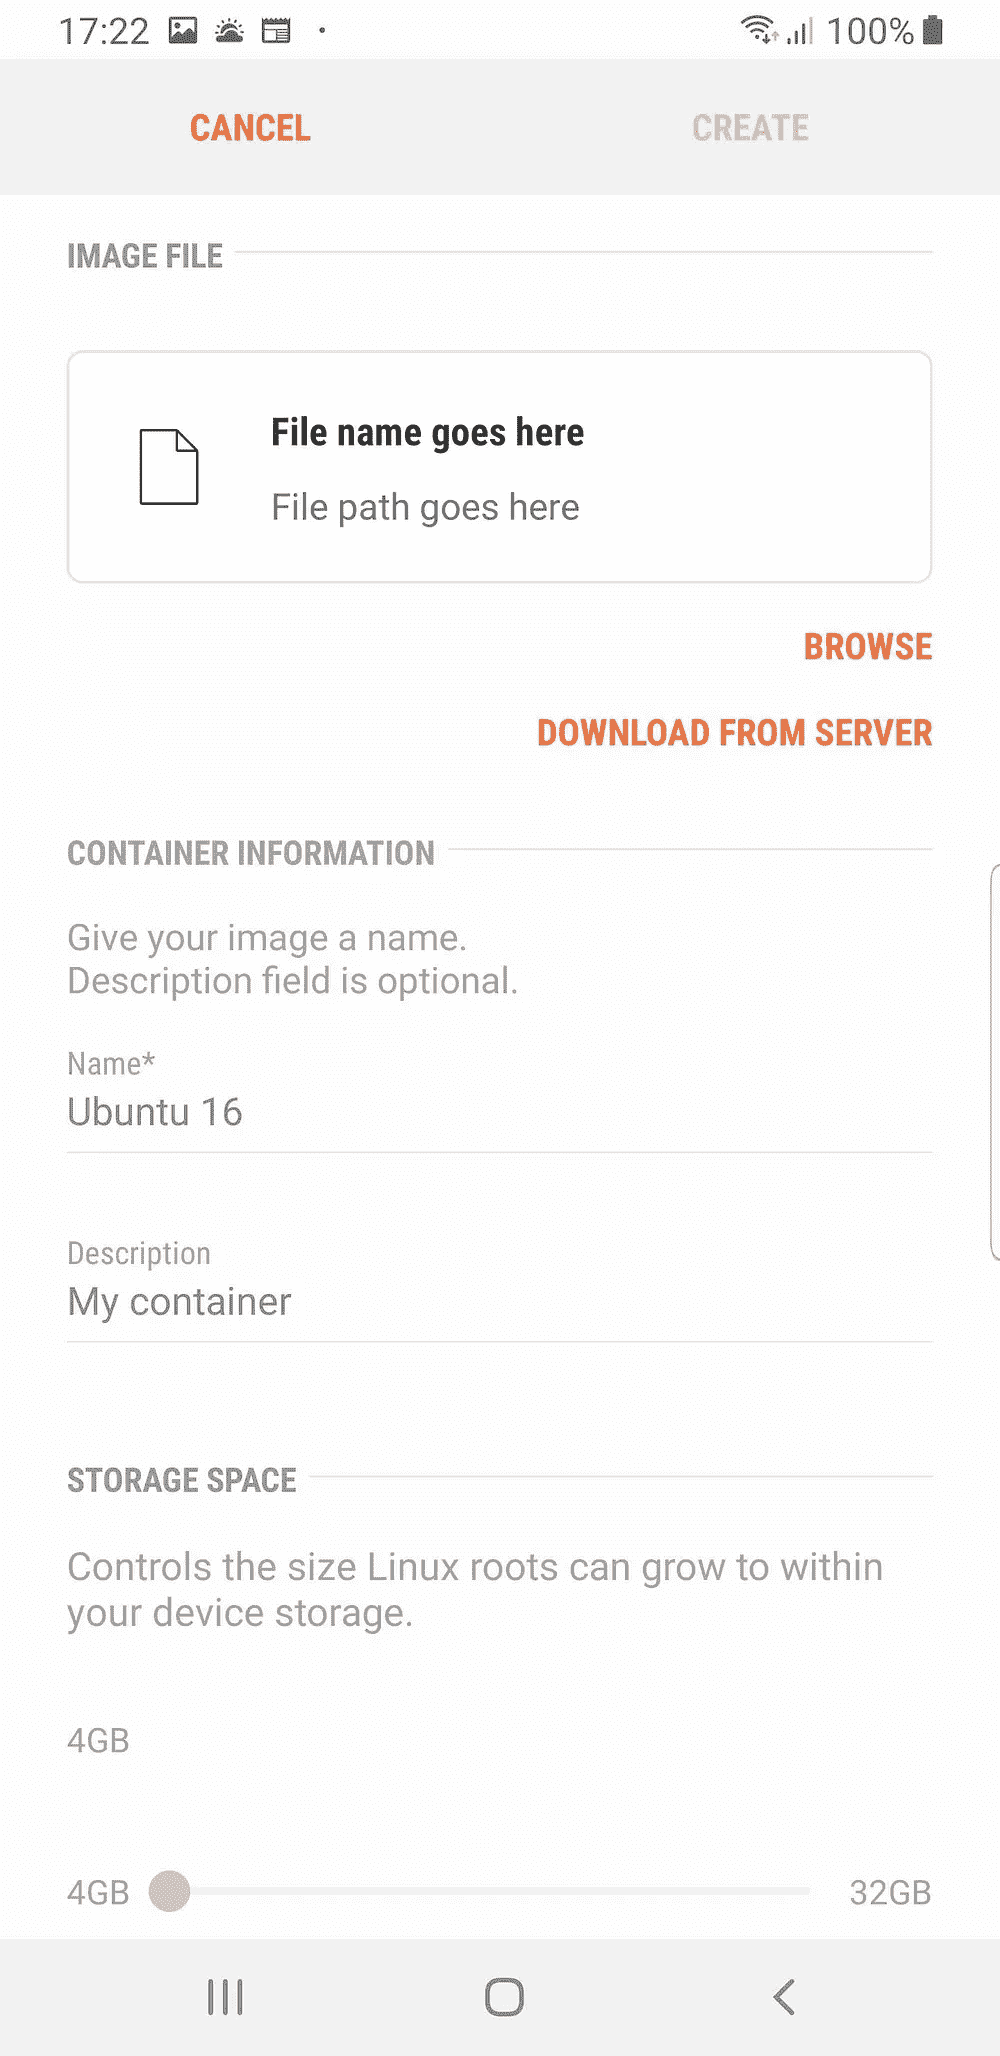 17:22 100%
CANCEL CREATE
IMAGE FILE
File name goes here
File path goes here
BROWSE
DOWNLOAD FROM SERVER
CONTAINER INFORMATION
Give your image a name.
Description field is optional.
Name*
Ubuntu 16
Description
My container
STORAGE SPACE
Controls the size Linux roots can grow to within
your device storage.
4GB
4GB 32GB